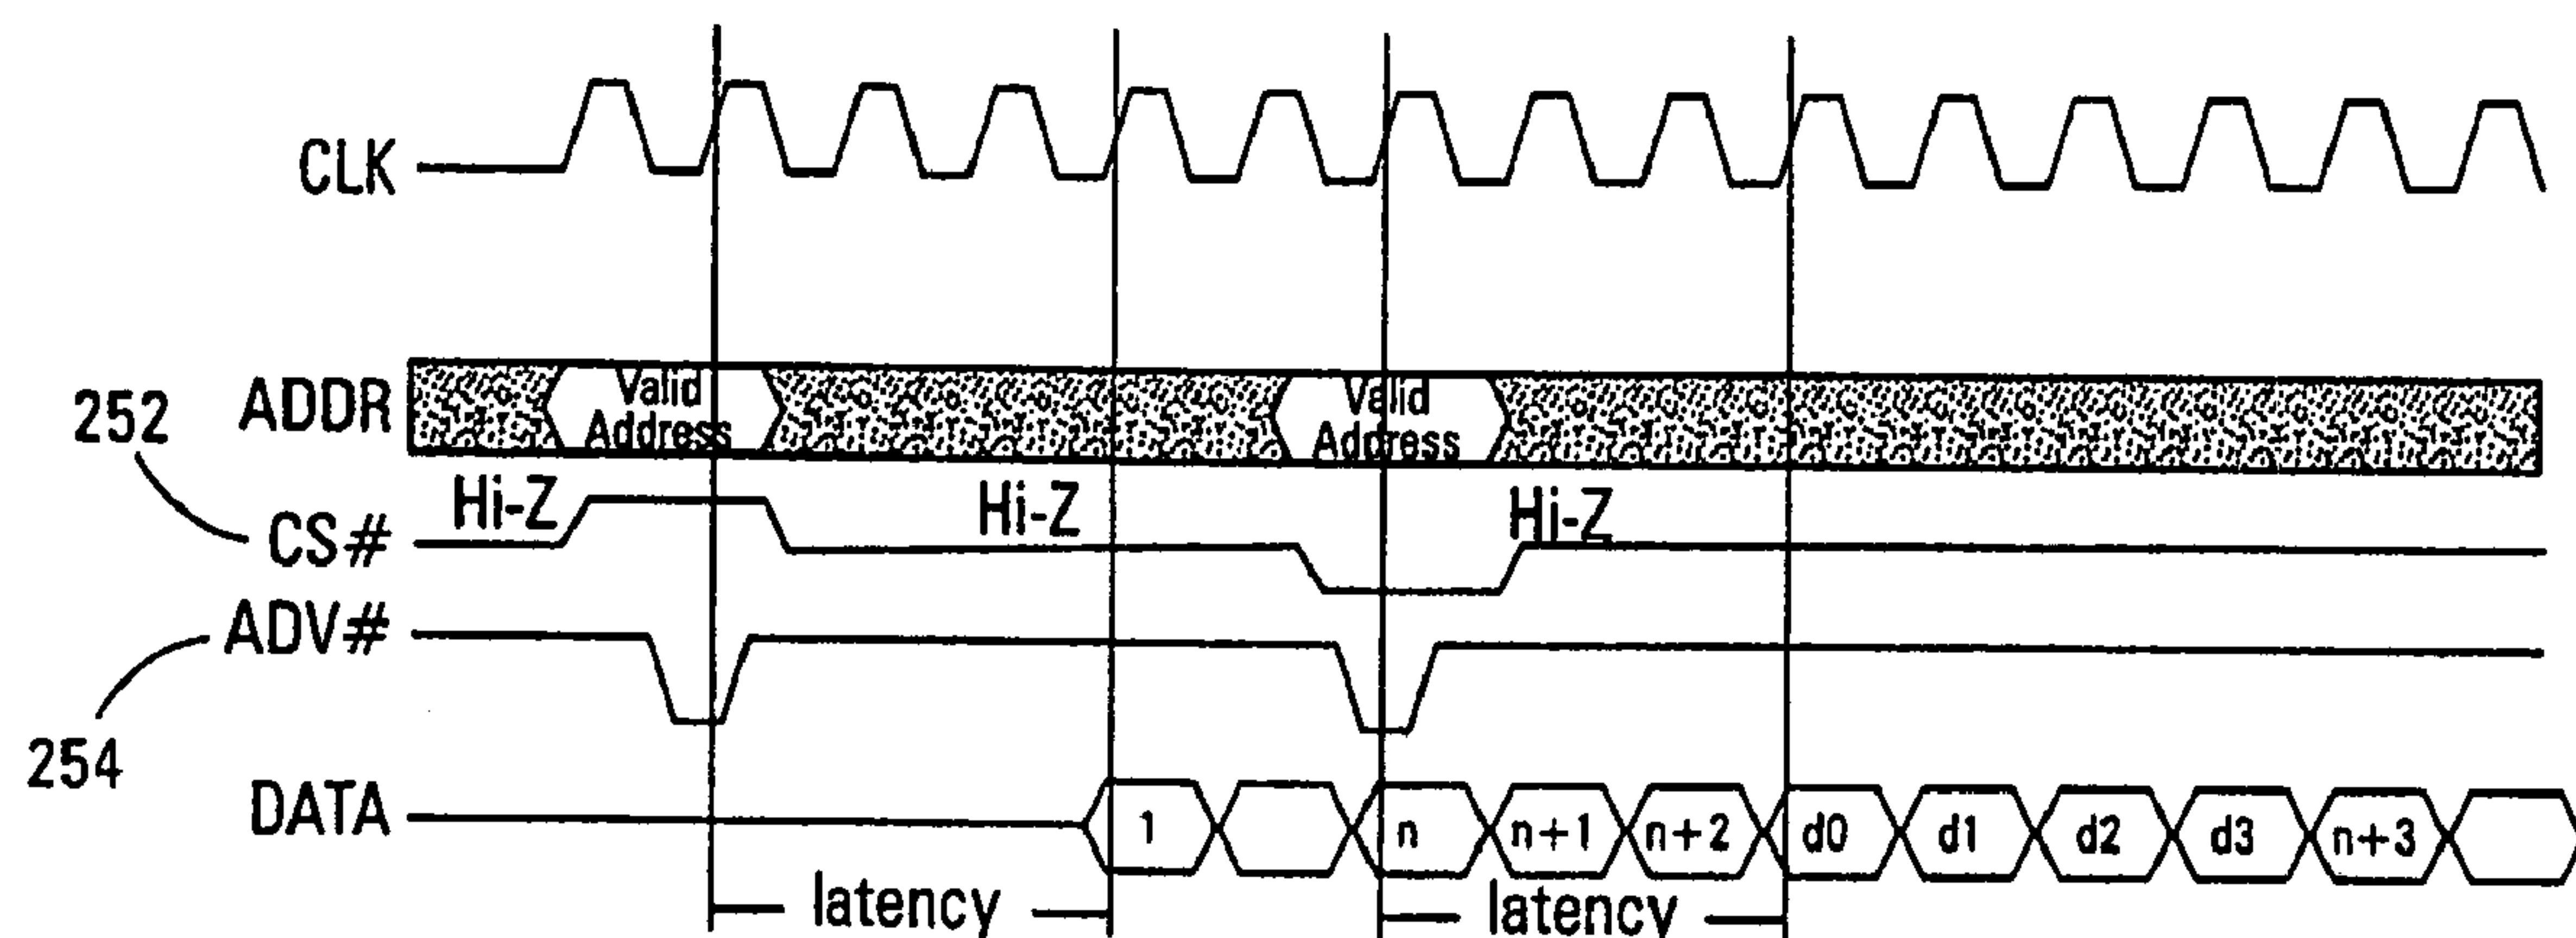 CLK
252
ADDR
Valid
Address
Valid
Address
CS#
Hi-Z
Hi-Z
Hi-Z
254
ADV#
DATA
1
n
n+1
n+2
d0
d1
d2
d3
n+3
latency
latency